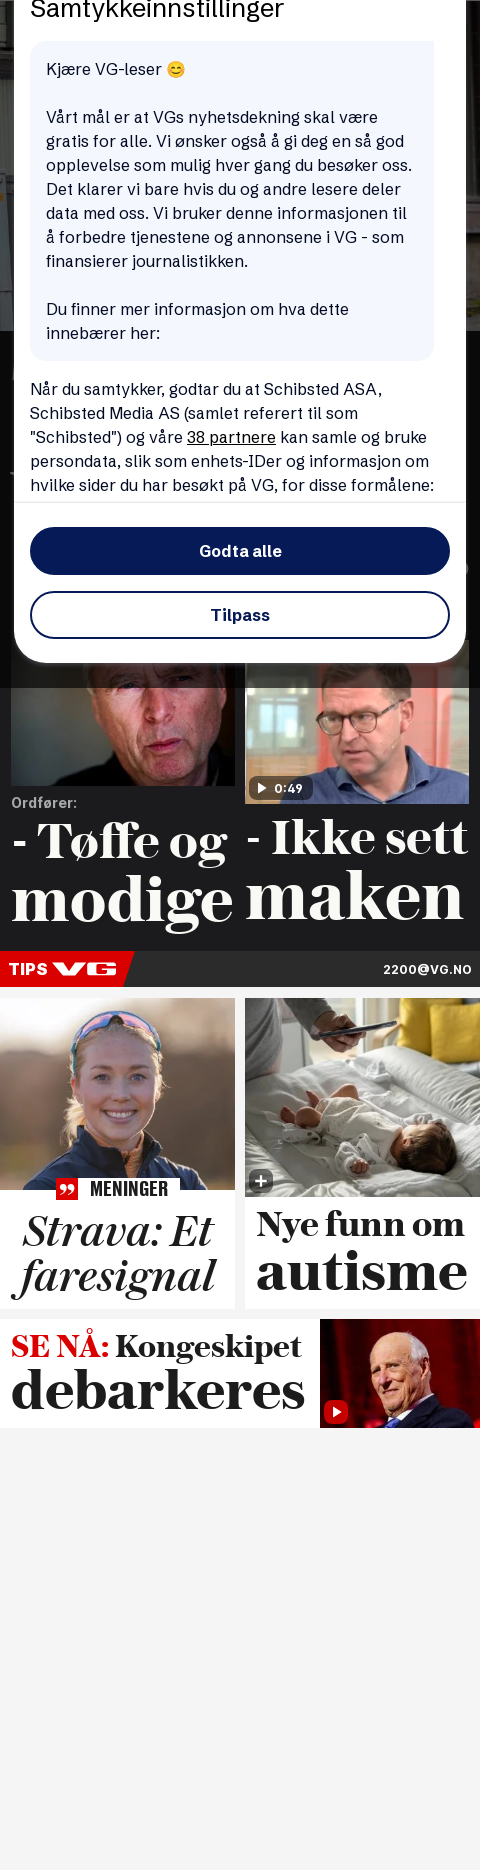 Samtykkeinnstillinger
Kjære VG-leser 😊
Vårt mål er at VGs nyhetsdekning skal være
gratis for alle. Vi ønsker også å gi deg en så god
opplevelse som mulig hver gang du besøker oss.
Det klarer vi bare hvis du og andre lesere deler
data med oss. Vi bruker denne informasjonen til
å forbedre tjenestene og annonsene i VG - som
finansierer journalistikken.
Du finner mer informasjon om hva dette
innebærer her:
Når du samtykker, godtar du at Schibsted ASA,
Schibsted Media AS (samlet referert til som
"Schibsted") og våre 38 partnere kan samle og bruke
persondata, slik som enhets-IDer og informasjon om
hvilke sider du har besøkt på VG, for disse formålene:
Godta alle
Tilpass
0:49
Ordfører:
- Tøffe og
modige
- Ikke sett
maken
TIPS VG
2200@VG.NO
MENINGER
Strava: Et
faresignal
Nye funn om
autisme
SE NÅ: Kongeskipet
debarkeres